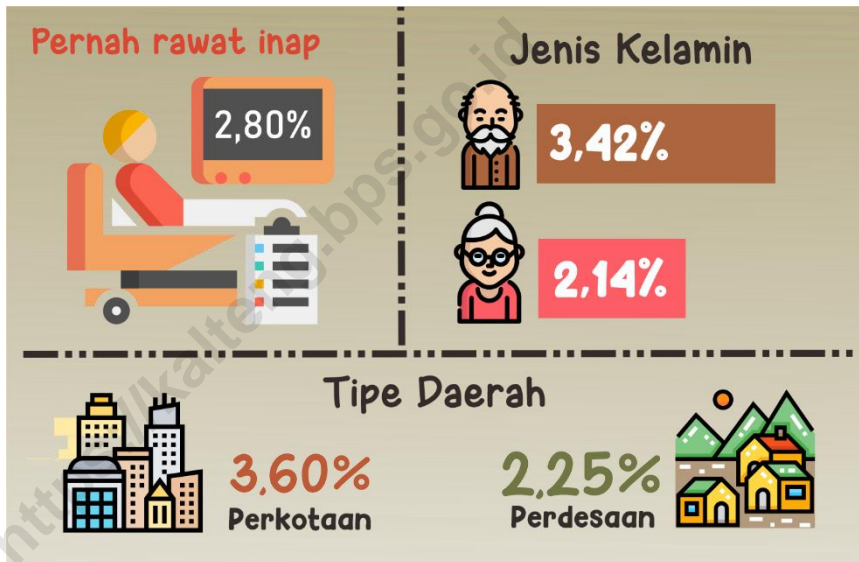 Pernah rawat inap
2,80%
Jenis Kelamin
3,42%
2,14%
Tipe Daerah
3,60%
Perkotaan
2,25%
Perdesaan
https://kalteng.bps.go.id